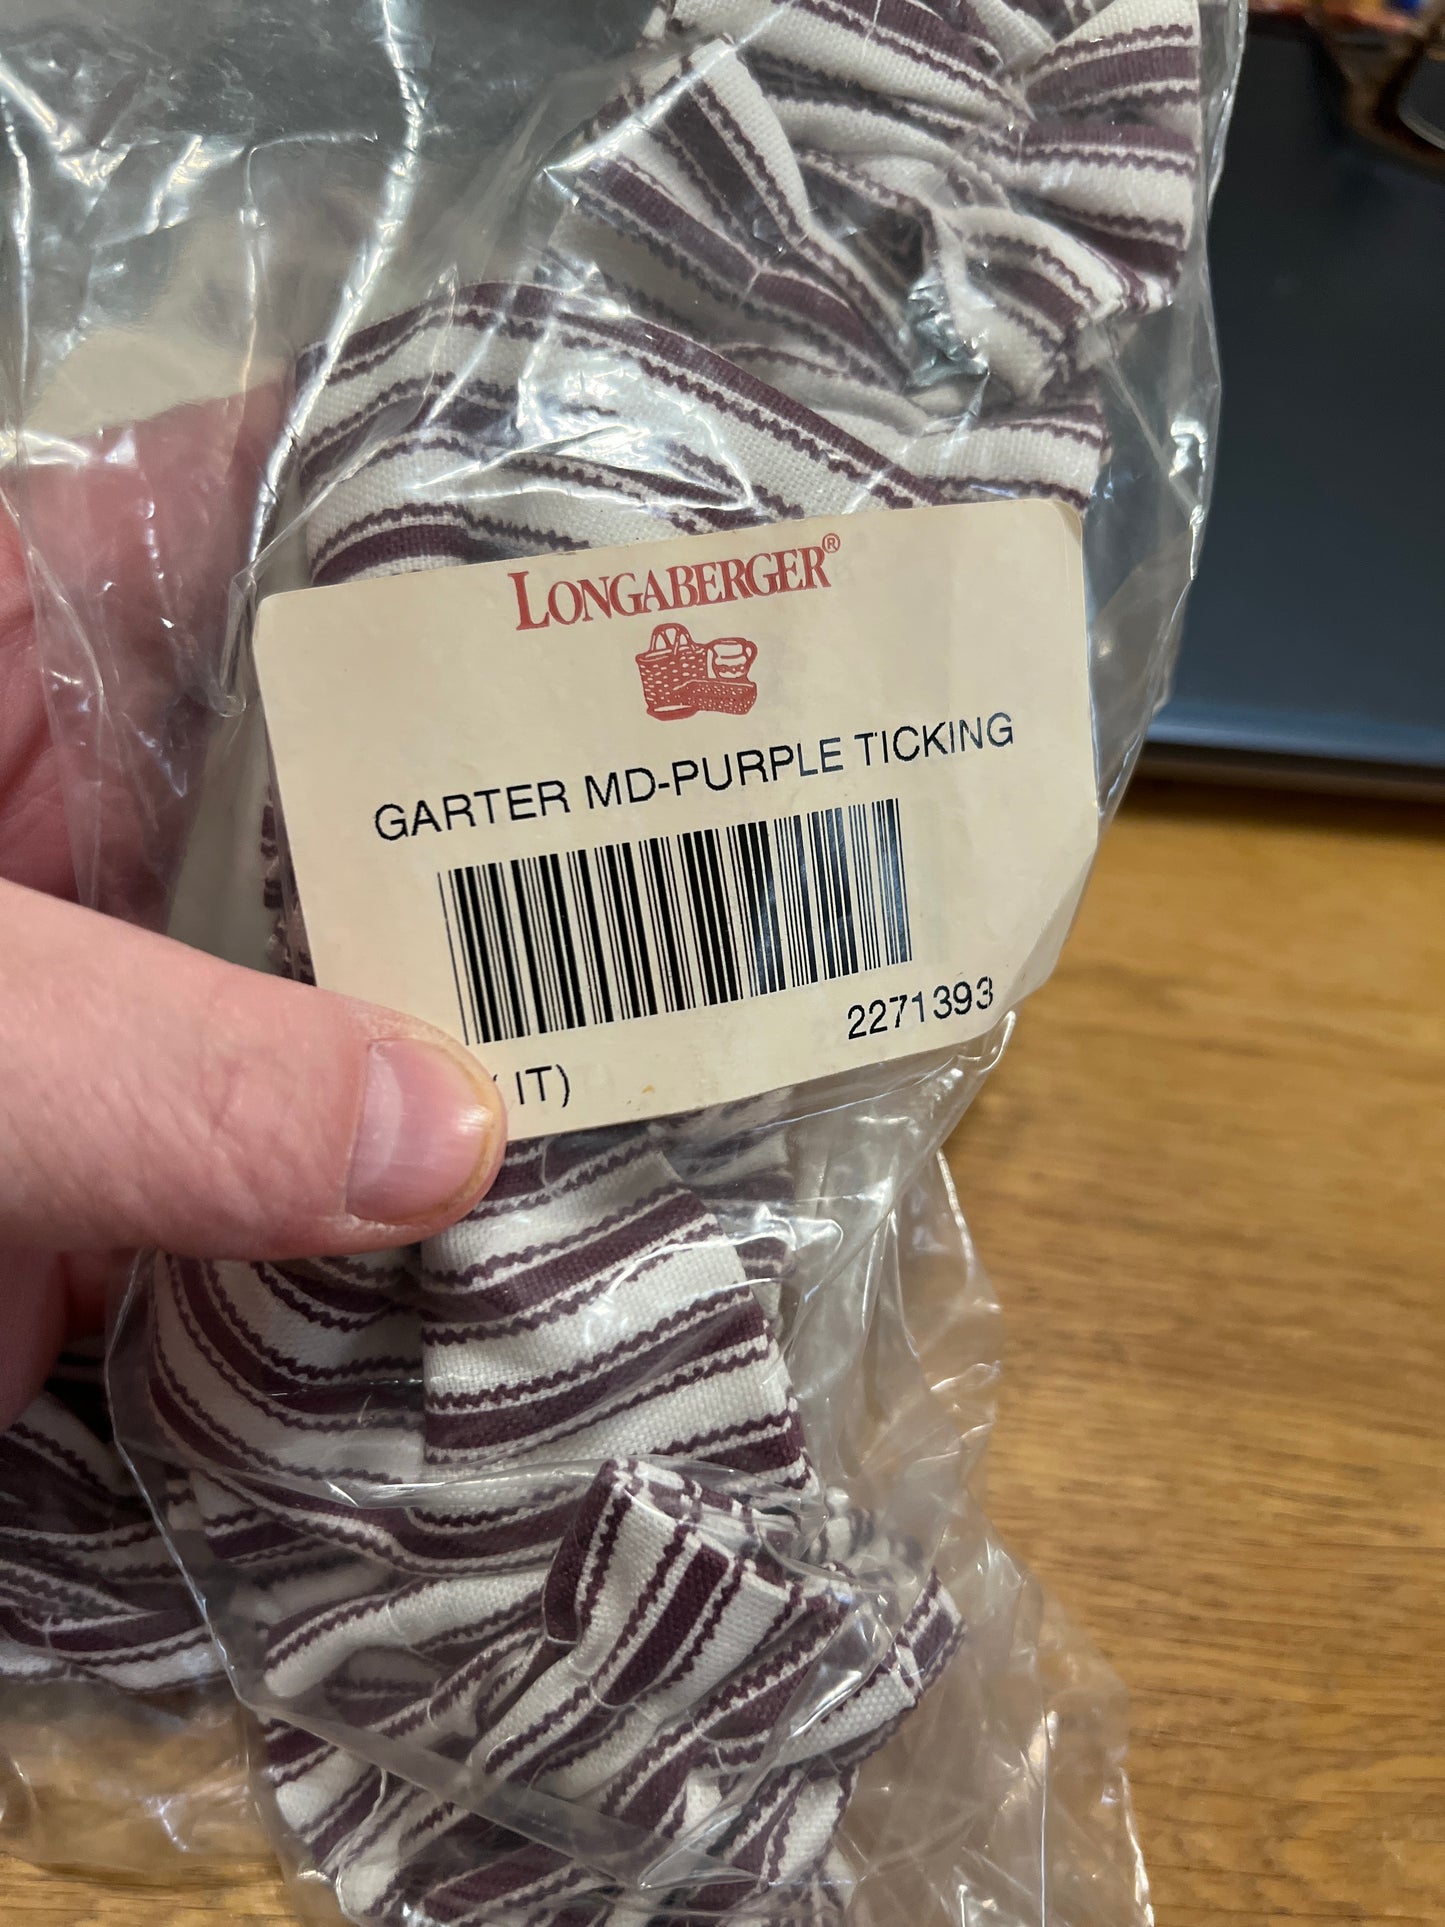 LONGABERGER®
GARTER MD-PURPLE TICKING
2271393
IT)